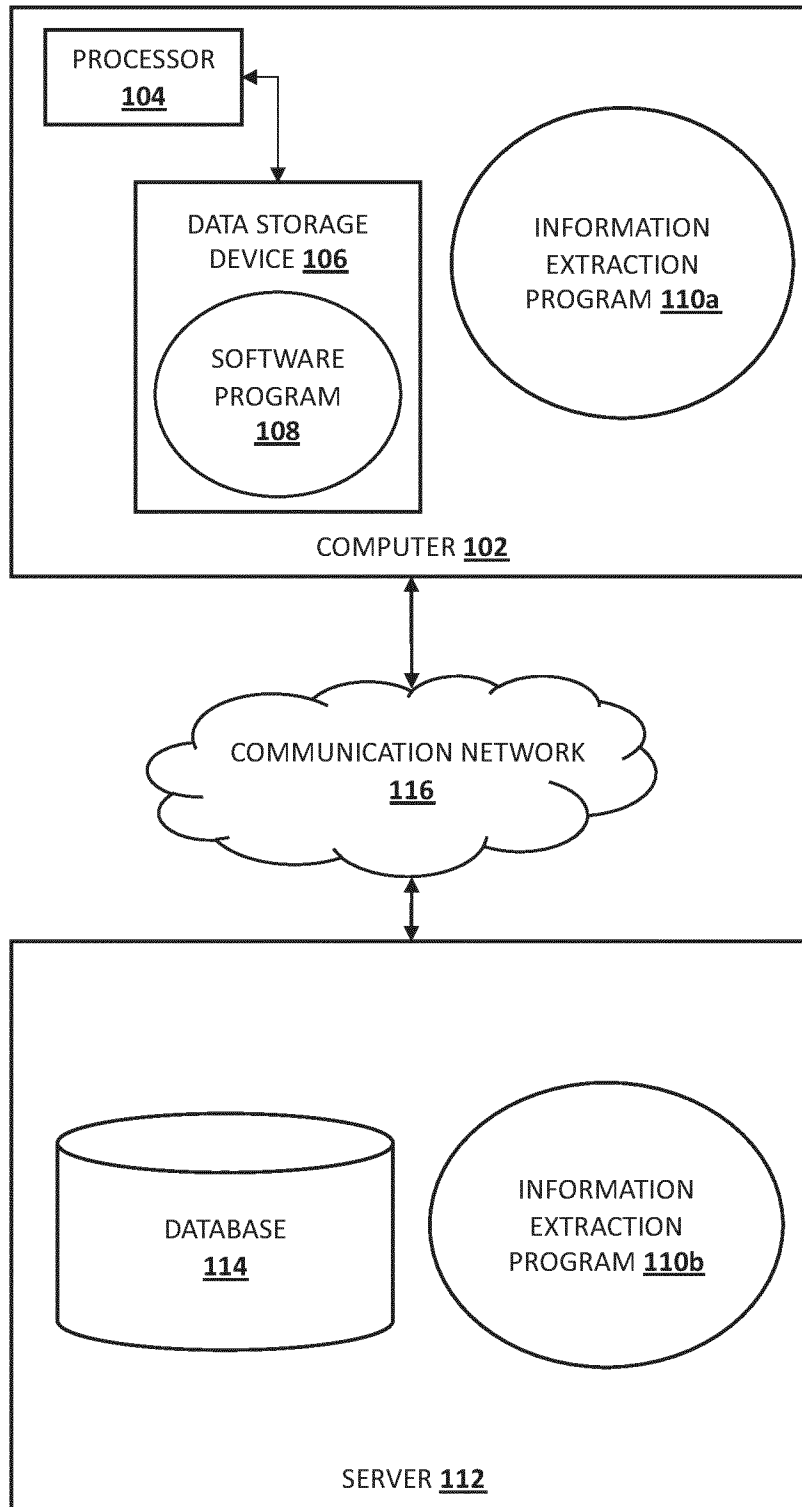 PROCESSOR
104
DATA STORAGE
DEVICE 106
SOFTWARE
PROGRAM
108
INFORMATION
EXTRACTION
PROGRAM 110a
COMPUTER 102
COMMUNICATION NETWORK
116
DATABASE
114
INFORMATION
EXTRACTION
PROGRAM 110b
SERVER 112